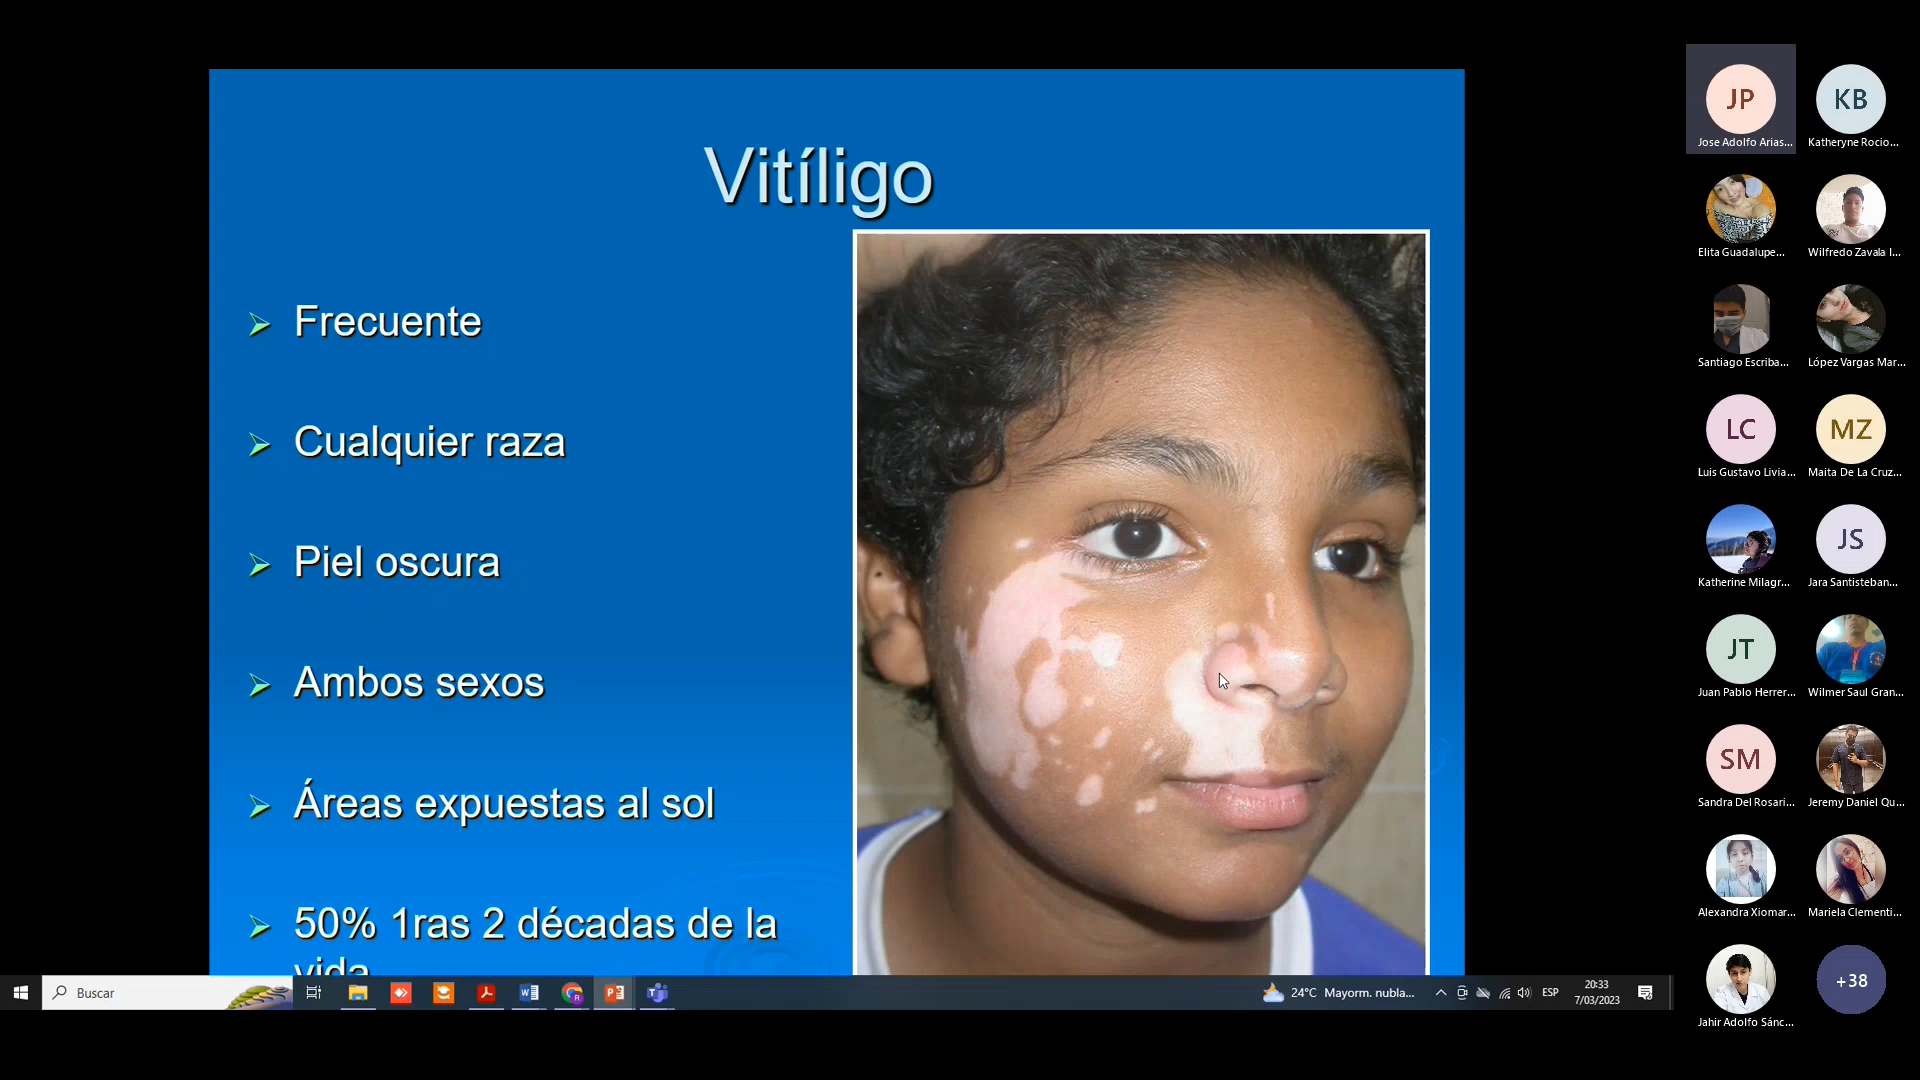 Vitíligo
Frecuente
Cualquier raza
Piel oscura
Ambos sexos
Áreas expuestas al sol
50% 1ras 2 décadas de la
vida
JP
KB
Jose Adolfo Arias...
Katheryne Rocio...
Elita Guadalupe...
Wilfredo Zavala I...
Santiago Escriba...
López Vargas Mar...
LC
MZ
Luis Gustavo Livia...
Maita De La Cruz...
JS
Katherine Milagr...
Jara Santisteban...
JT
Juan Pablo Herrer...
Wilmer Saul Gran...
SM
Sandra Del Rosari...
Jeremy Daniel Qu...
Alexandra Xiomar...
Mariela Clementi...
+38
Jahir Adolfo Sánc...
Buscar
24°C Mayorm. nubla...
ESP
20:33
7/03/2023